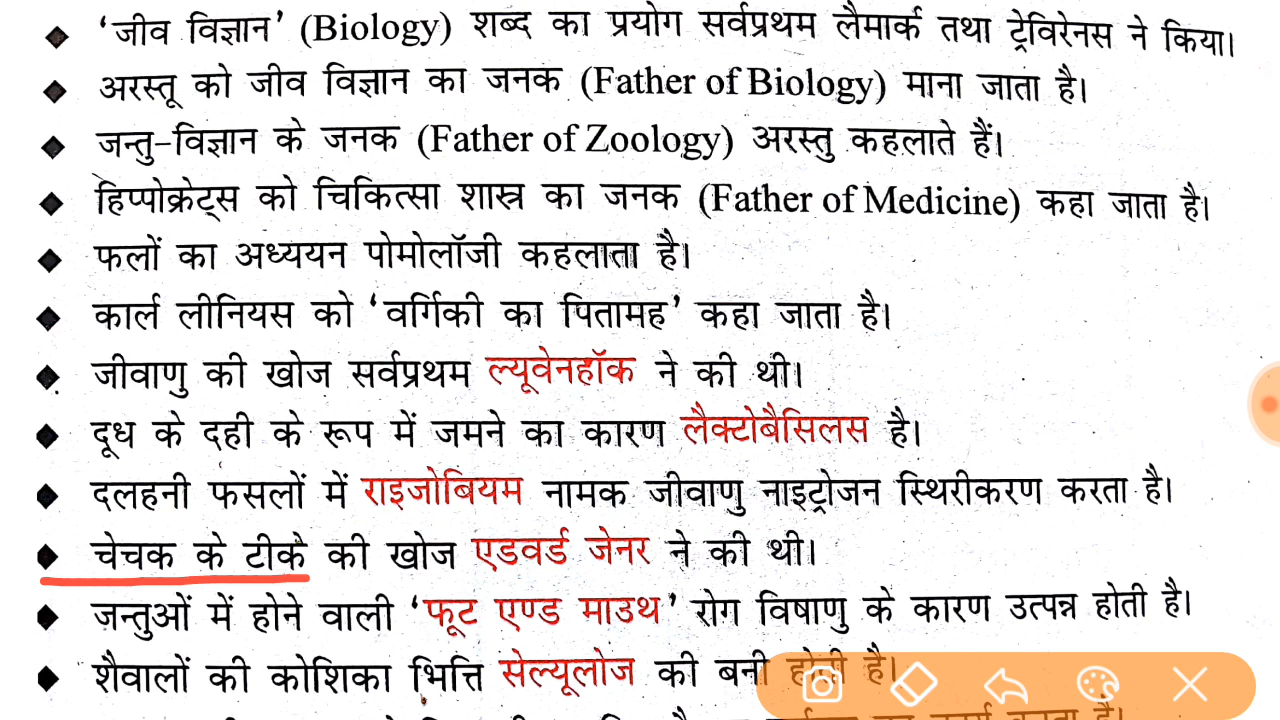 ‘जीव विज्ञान’ (Biology) शब्द का प्रयोग सर्वप्रथम लैमार्क तथा ट्रेविरेनस ने किया।
अरस्तू को जीव विज्ञान का जनक (Father of Biology) माना जाता है।
जन्तु-विज्ञान के जनक (Father of Zoology) अरस्तु कहलाते हैं।
हिप्पोक्रेट्स को चिकित्सा शास्त्र का जनक (Father of Medicine) कहा जाता है।
फलों का अध्ययन पोमोलॉजी कहलाता है।
कार्ल लीनियस को ‘वर्गिकी का पितामह’ कहा जाता है।
जीवाणु की खोज सर्वप्रथम ल्यूवेनहॉक ने की थी।
दूध के दही के रूप में जमने का कारण लैक्टोबैसिलस है।
दलहनी फसलों में राइजोबियम नामक जीवाणु नाइट्रोजन स्थिरीकरण करता है।
चेचक के टीके की खोज एडवर्ड जेनर ने की थी।
जन्तुओं में होने वाली ‘फूट एण्ड माउथ’ रोग विषाणु के कारण उत्पन्न होती है।
शैवालों की कोशिका भित्ति सेल्यूलोज की बनी होती है।